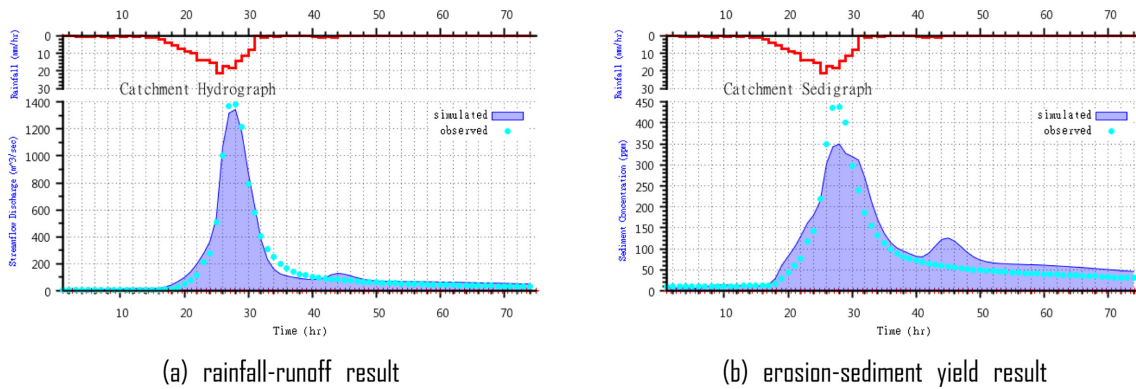 10 20 30 40 50 60 70
0
10
20
30
Rainfall (mm/hr)
Catchment Hydrograph
1400
1200
1000
800
600
400
200
0
Streamflow Discharge (m^3/sec)
simulated
observed
10 20 30 40 50 60 70
Time (hr)
(a) rainfall-runoff result
10 20 30 40 50 60 70
0
10
20
30
Rainfall (mm/hr)
Catchment Sedigraph
450
400
350
300
250
200
150
100
50
0
Sediment Concentration (ppm)
simulated
observed
10 20 30 40 50 60 70
Time (hr)
(b) erosion-sediment yield result